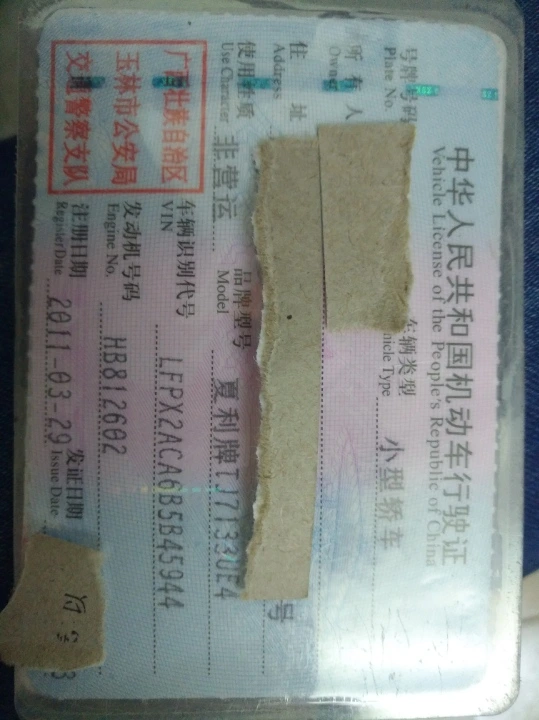 中华人民共和国机动车行驶证
Vehicle License of the People's Republic of China
号牌号码
Plate No.
车辆类型
hicle Type
小型轿车
所有人
Owner
住址
Address
号
使用性质
Use Character
非营运
品牌型号
Model
夏利牌TJ7133UE4
广西壮族自治区
玉林市公安局
交通警察支队
车辆识别代号
VIN
LFPX2ACA6B5B45944
发动机号码
Engine No.
HB812602
注册日期
Register Date
2011-03-29
发证日期
Issue Date
3